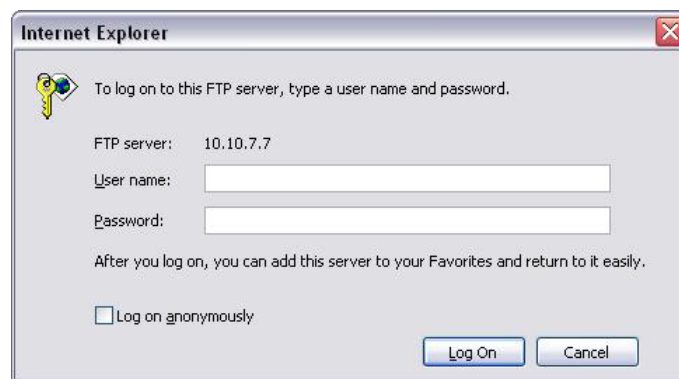 Internet Explorer
To log on to this FTP server, type a user name and password.
FTP server: 10.10.7.7
User name:
Password:
After you log on, you can add this server to your Favorites and return to it easily.
Log on anonymously
Log On Cancel